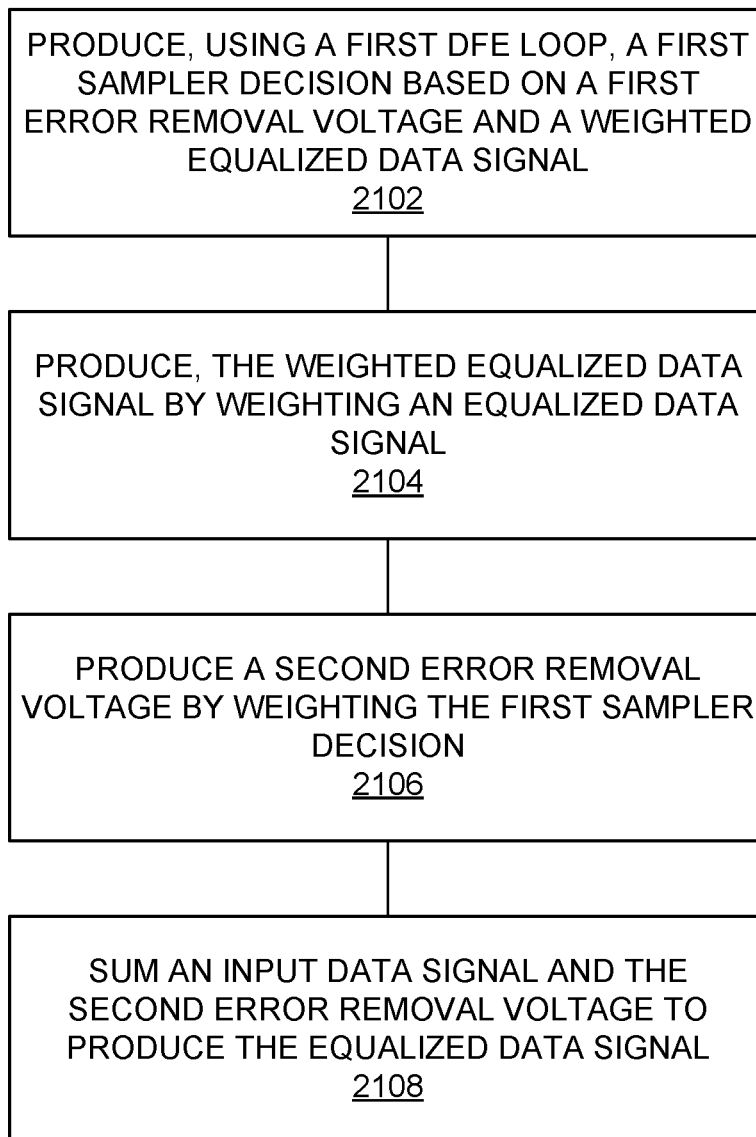 PRODUCE, USING A FIRST DFE LOOP, A FIRST
SAMPLER DECISION BASED ON A FIRST
ERROR REMOVAL VOLTAGE AND A WEIGHTED
EQUALIZED DATA SIGNAL
2102
PRODUCE, THE WEIGHTED EQUALIZED DATA
SIGNAL BY WEIGHTING AN EQUALIZED DATA
SIGNAL
2104
PRODUCE A SECOND ERROR REMOVAL
VOLTAGE BY WEIGHTING THE FIRST SAMPLER
DECISION
2106
SUM AN INPUT DATA SIGNAL AND THE
SECOND ERROR REMOVAL VOLTAGE TO
PRODUCE THE EQUALIZED DATA SIGNAL
2108